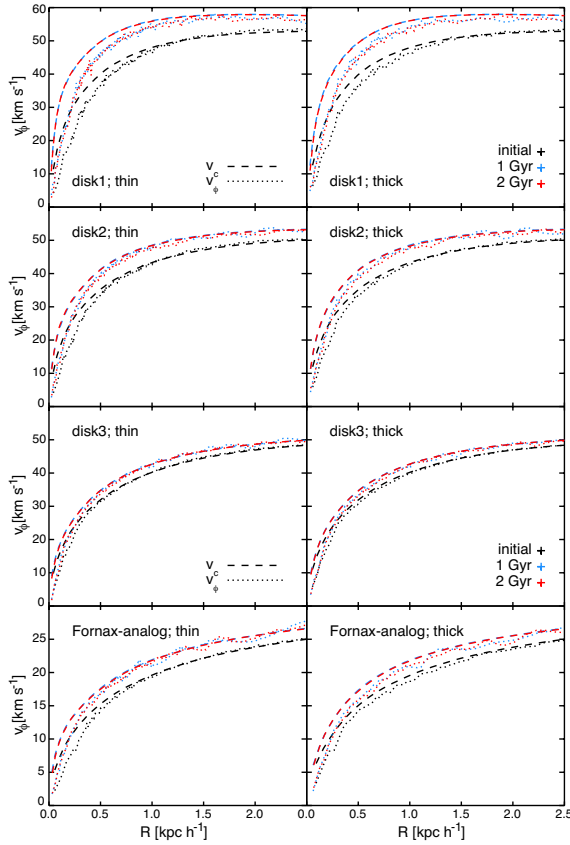 60
50
40
30
20
10
0
vφ[km s⁻¹]
disk1; thin
vc
vφ
disk1; thick
initial
1 Gyr
2 Gyr
50
40
30
20
10
0
vφ[km s⁻¹]
disk2; thin
disk2; thick
50
40
30
20
10
0
vφ[km s⁻¹]
disk3; thin
vc
vφ
disk3; thick
initial
1 Gyr
2 Gyr
25
20
15
10
5
0
vφ[km s⁻¹]
Fornax-analog; thin
Fornax-analog; thick
0.0 0.5 1.0 1.5 2.0 0.0 0.5 1.0 1.5 2.0 2.5
R [kpc h⁻¹] R [kpc h⁻¹]